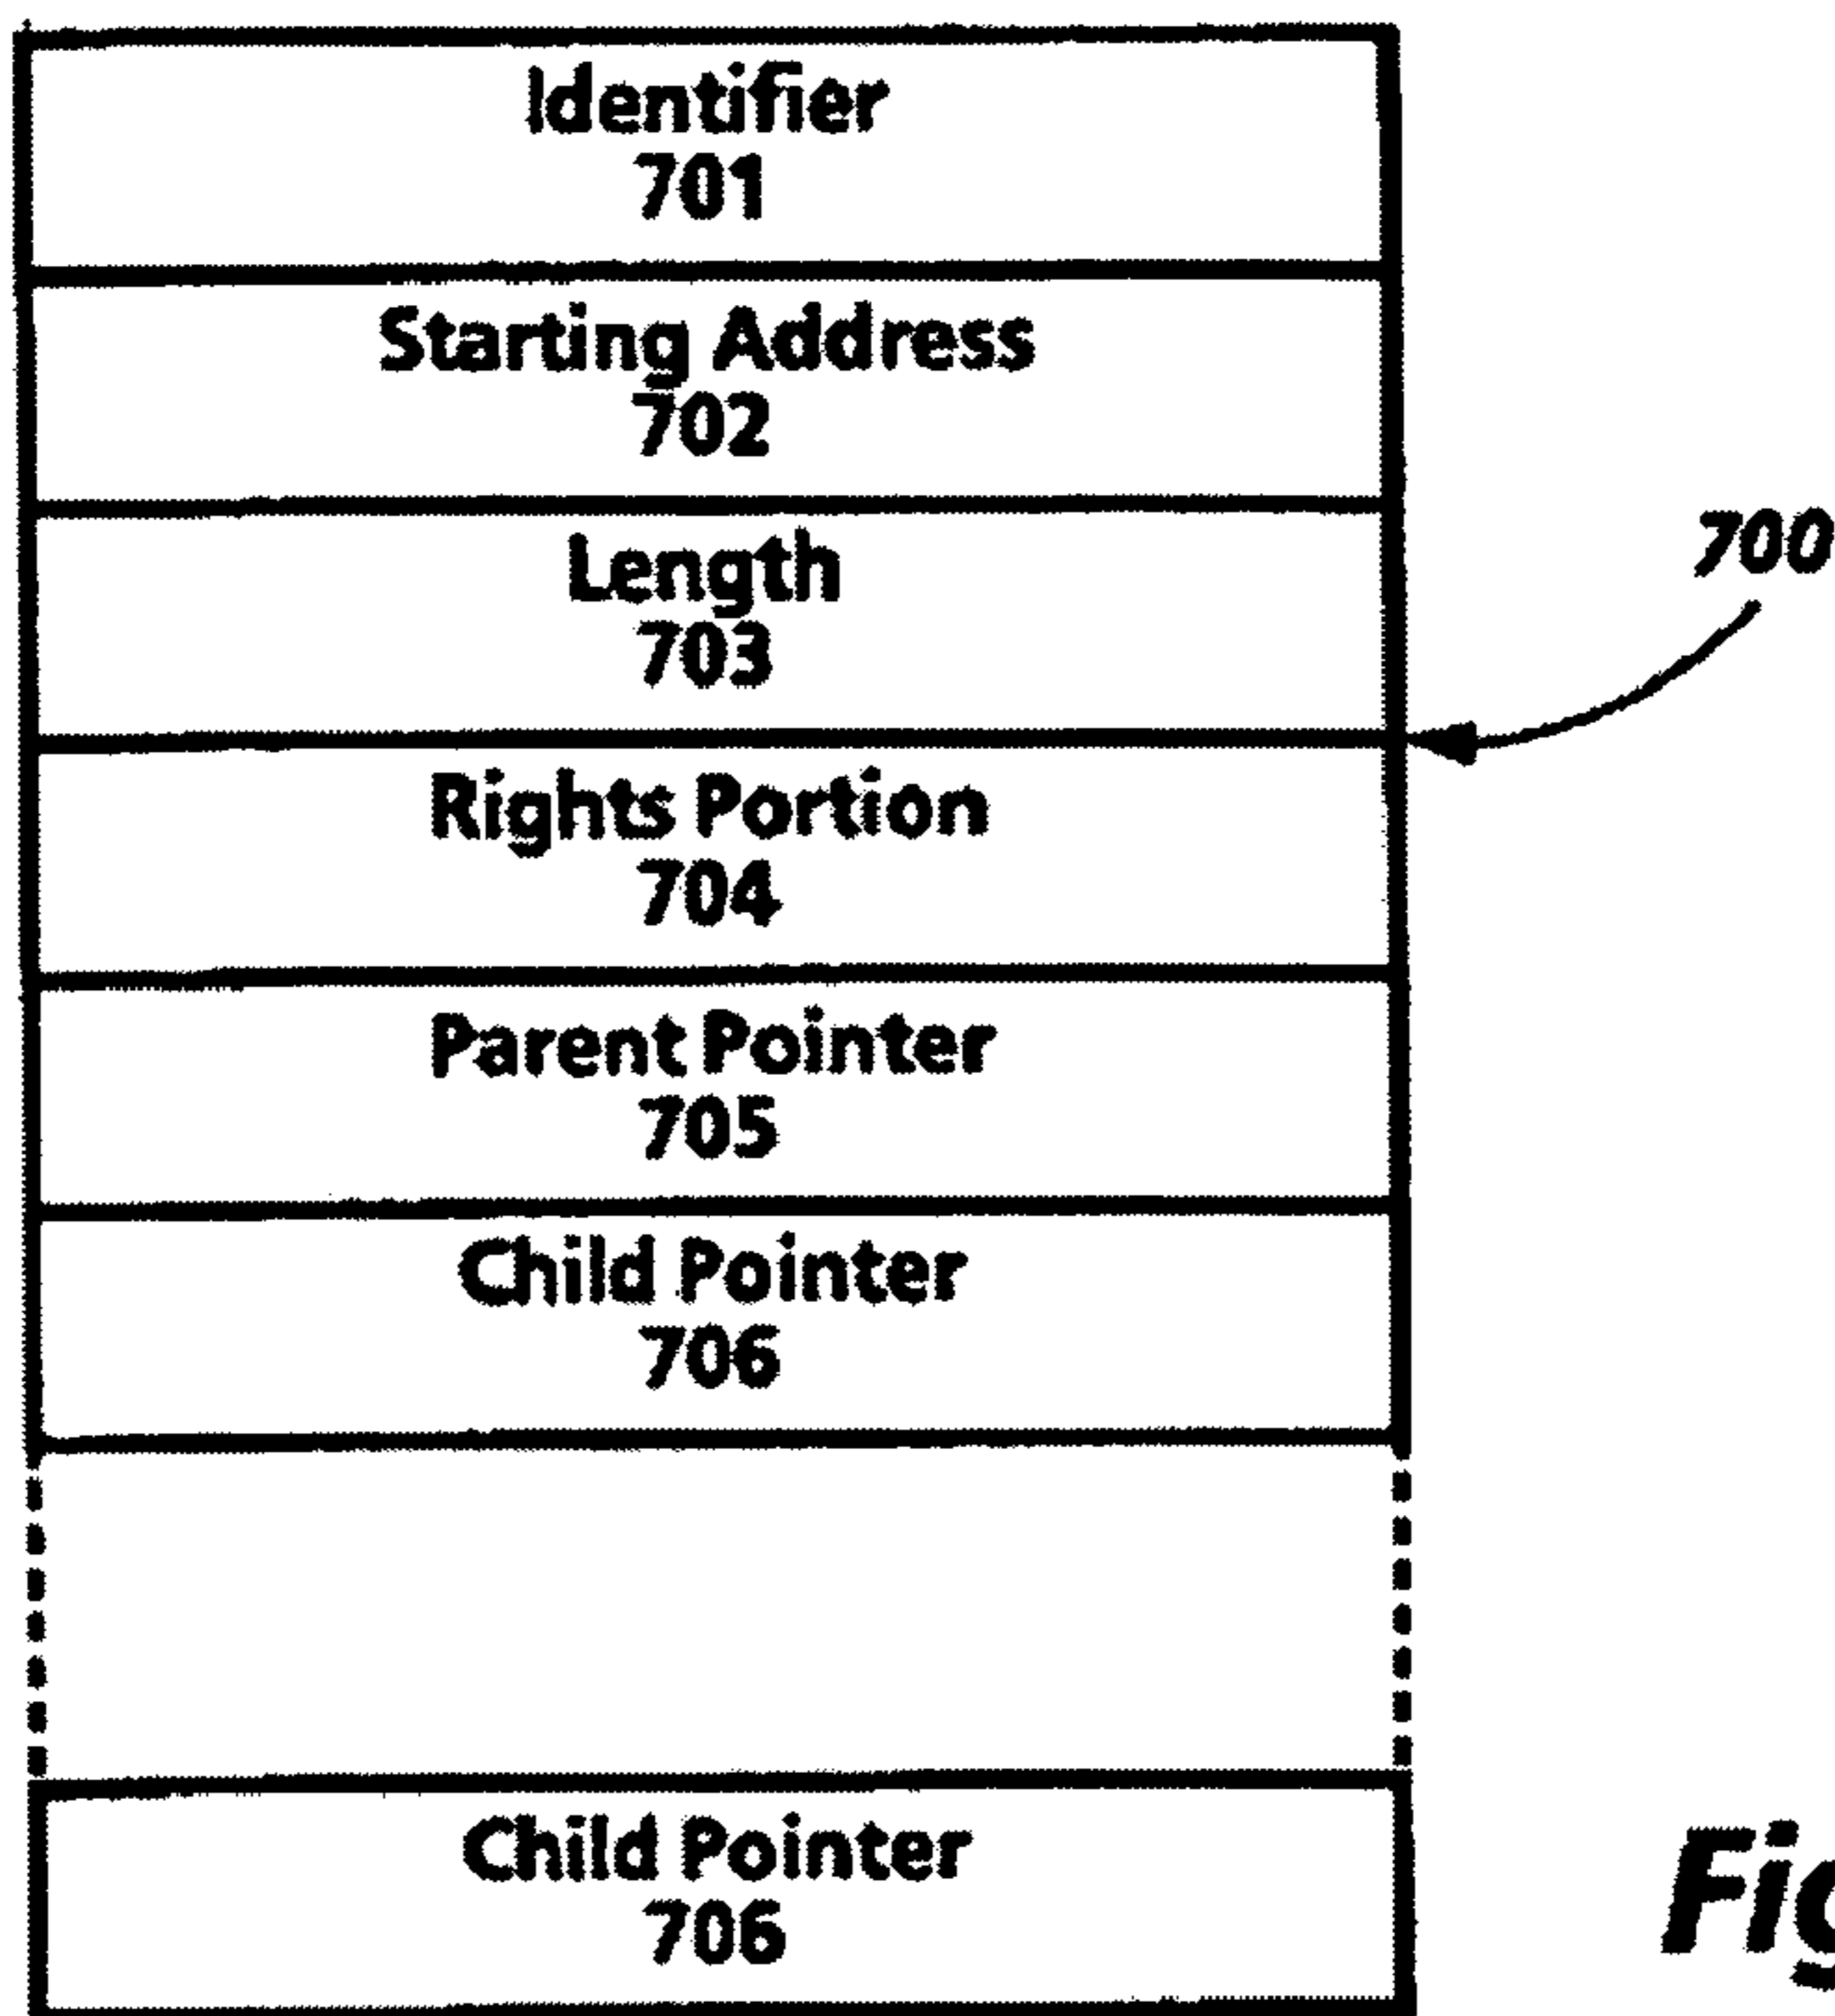 Identifier
701
Starting Address
702
Length
703
700
Rights Portion
704
Parent Pointer
705
Child Pointer
706
Child Pointer
706